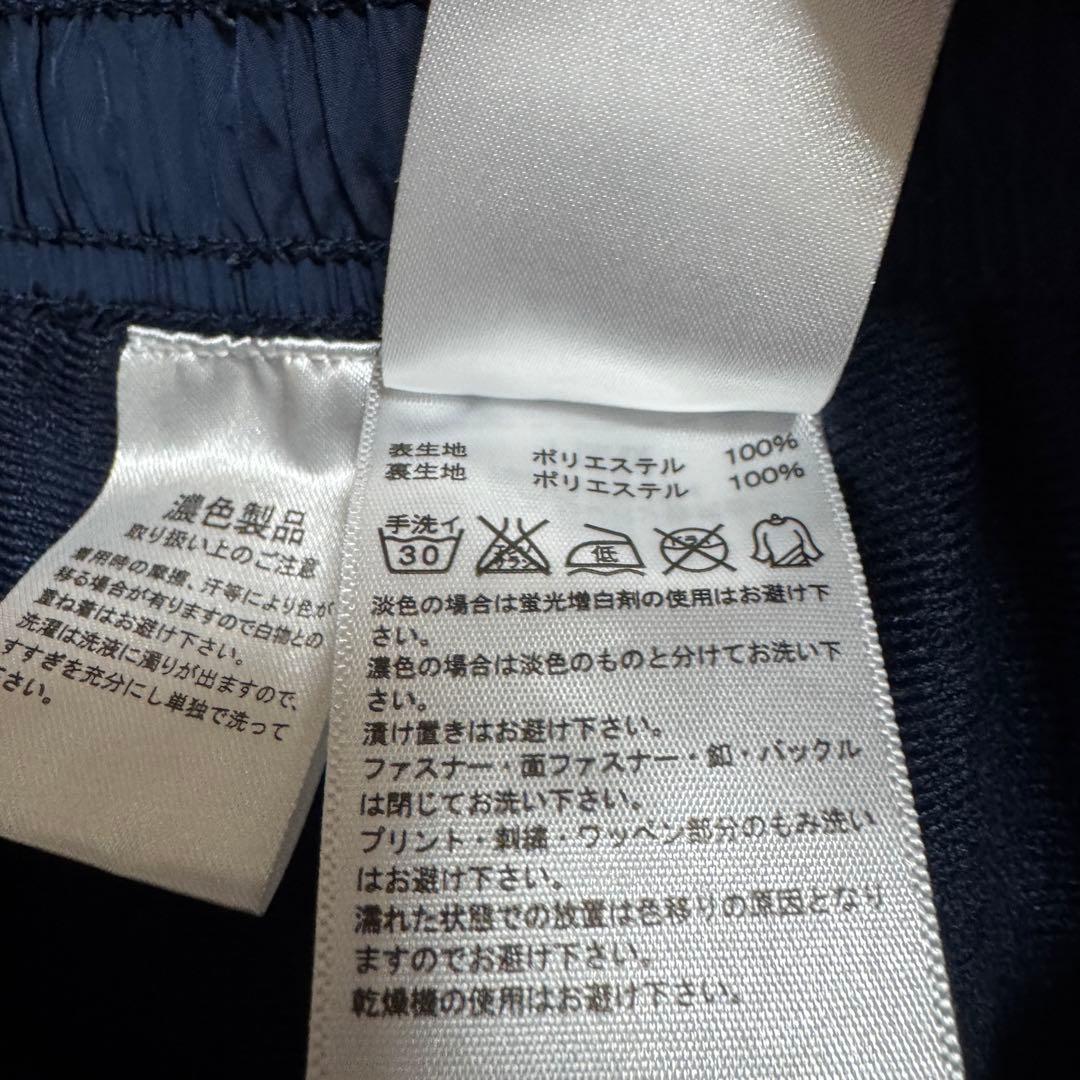 濃色製品
取り扱い上のご注意
着用時の摩擦、汗等により色が
移る場合が有りますので白物との
重ね着はお避け下さい。
洗濯は洗液に濁りが出ますので、
すすぎを充分にし単独で洗って
さい。
表生地 ポリエステル 100%
裏生地 ポリエステル 100%
手洗イ
30
低
淡色の場合は蛍光増白剤の使用はお避け下
さい。
濃色の場合は淡色のものと分けてお洗い下
さい。
漬け置きはお避け下さい。
ファスナー・面ファスナー・釦・バックル
は閉じてお洗い下さい。
プリント・刺繍・ワッペン部分のもみ洗い
はお避け下さい。
濡れた状態での放置は色移りの原因となり
ますのでお避け下さい。
乾燥機の使用はお避け下さい。